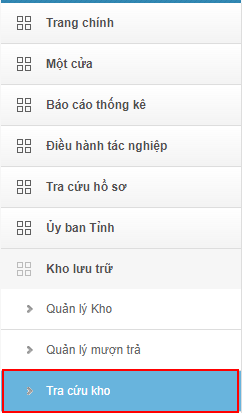 Trang chính
Một cửa
Báo cáo thống kê
Điều hành tác nghiệp
Tra cứu hồ sơ
Ủy ban Tỉnh
Kho lưu trữ
Quản lý Kho
Quản lý mượn trả
Tra cứu kho